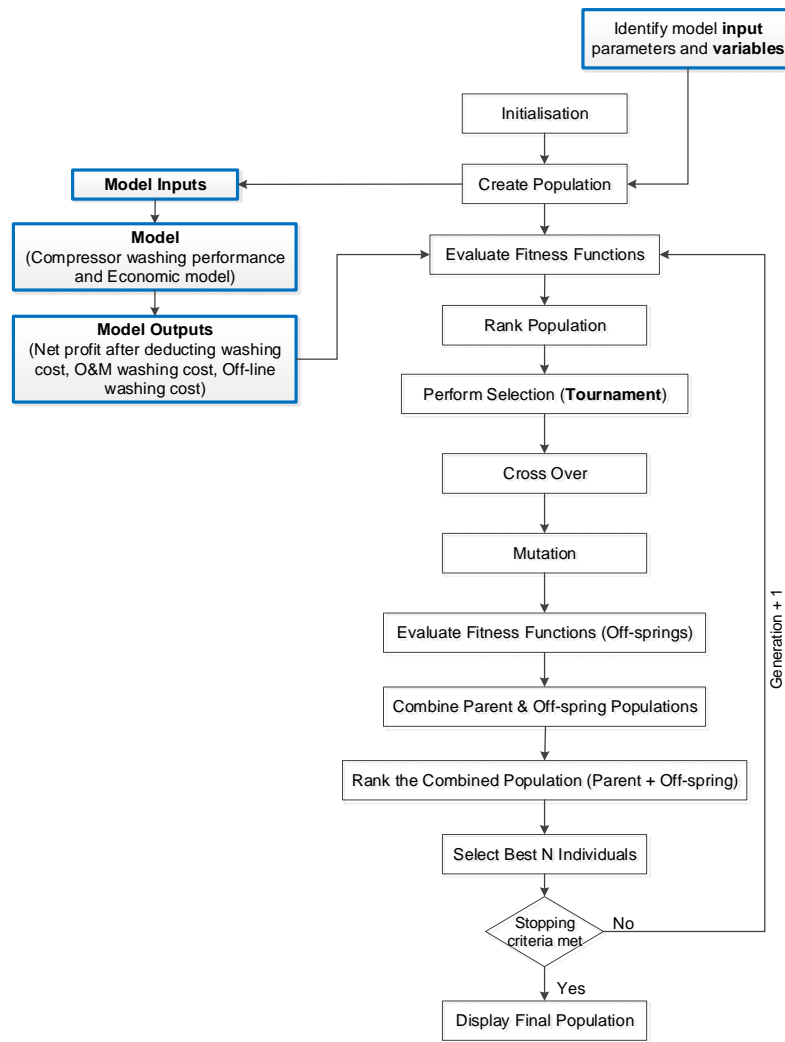 Identify model input
parameters and variables
Initialisation
Model Inputs
Create Population
Model
(Compressor washing performance
and Economic model)
Evaluate Fitness Functions
Model Outputs
(Net profit after deducting washing
cost, O&M washing cost, Off-line
washing cost)
Rank Population
Perform Selection (Tournament)
Cross Over
Mutation
Evaluate Fitness Functions (Off-springs)
Generation + 1
Combine Parent & Off-spring Populations
Rank the Combined Population (Parent + Off-spring)
Select Best N Individuals
Stopping
criteria met
No
Yes
Display Final Population